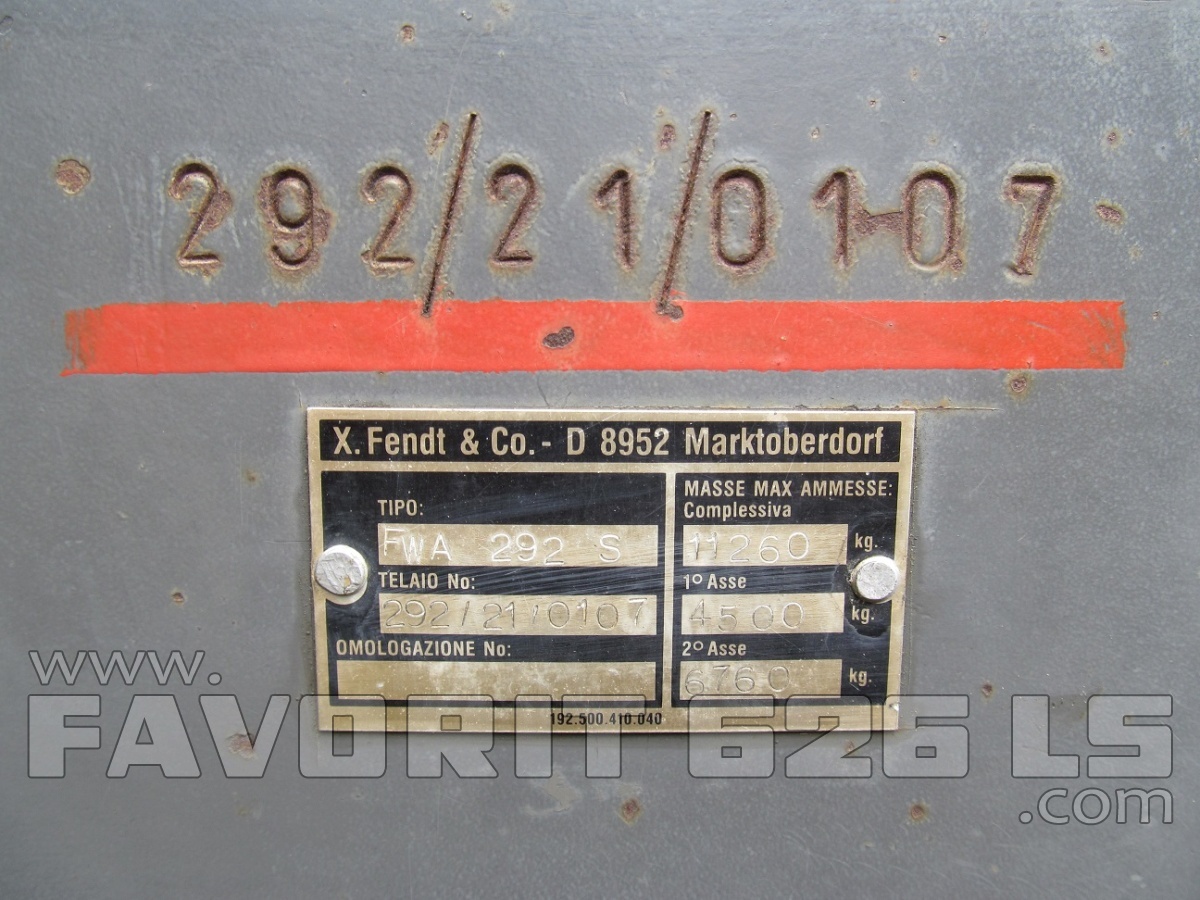 292/21/0107
X. Fendt & Co. - D 8952 Marktoberdorf
TIPO:
FWA 292 S
TELAIO No:
292/21/0107
OMOLOGAZIONE No:
MASSE MAX AMMESSE:
Complessiva
11260 kg.
1º Asse
4500 kg.
2º Asse
6760 kg.
192.500.410.040
www.
FAVORIT 626 LS
.com